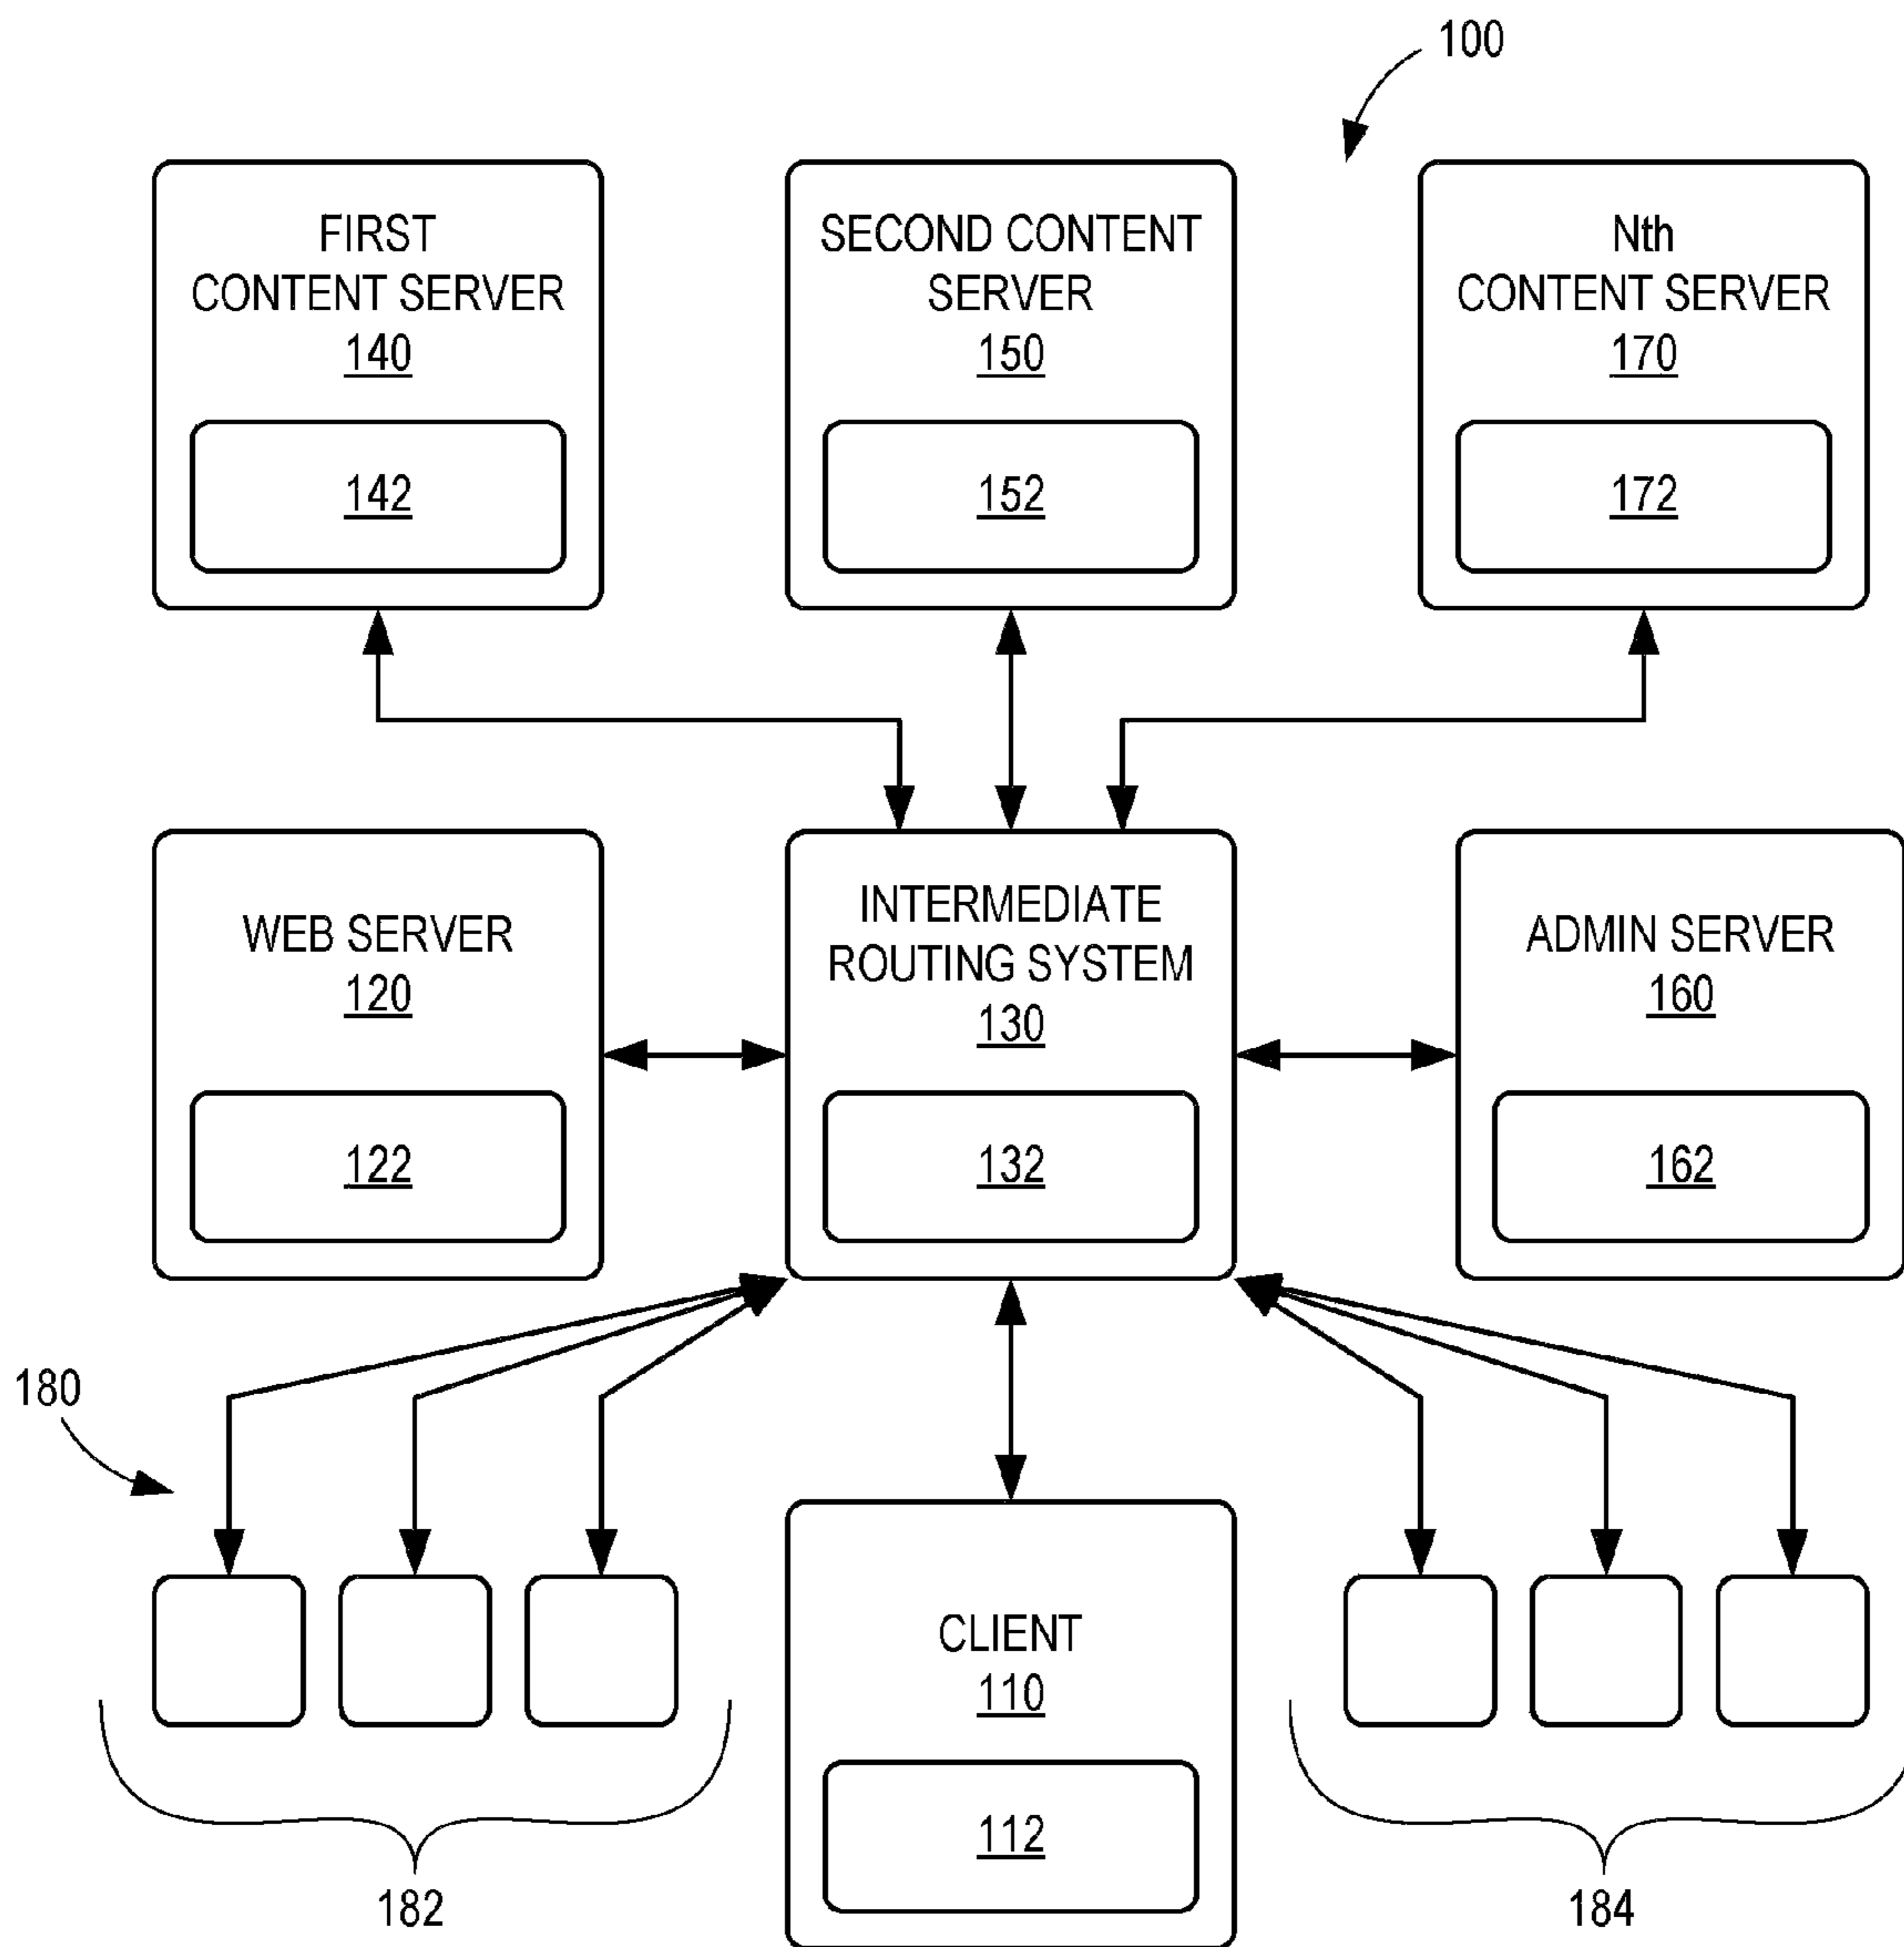 100
FIRST
CONTENT SERVER
140
142
SECOND CONTENT
SERVER
150
152
Nth
CONTENT SERVER
170
172
WEB SERVER
120
122
INTERMEDIATE
ROUTING SYSTEM
130
132
ADMIN SERVER
160
162
180
182
CLIENT
110
112
184